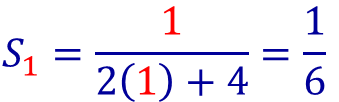 S₁ = 1/(2(1) + 4) = 1/6